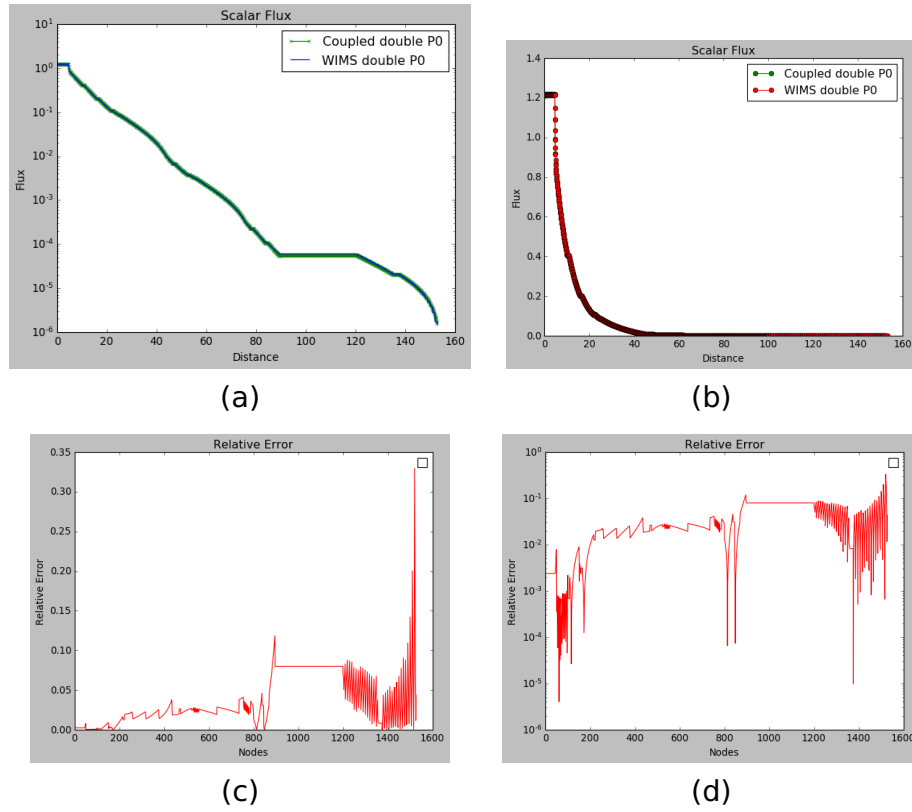 Scalar Flux
10^1
10^0
10^-1
10^-2
10^-3
10^-4
10^-5
10^-6
Flux
0 20 40 60 80 100 120 140 160
Distance
Coupled double P0
WIMS double P0
(a)
Scalar Flux
1.4
1.2
1.0
0.8
0.6
0.4
0.2
0.0
Flux
0 20 40 60 80 100 120 140 160
Distance
Coupled double P0
WIMS double P0
(b)
Relative Error
0.35
0.30
0.25
0.20
0.15
0.10
0.05
0.00
Relative Error
0 200 400 600 800 1000 1200 1400 1600
Nodes
(c)
Relative Error
10^0
10^-1
10^-2
10^-3
10^-4
10^-5
10^-6
Relative Error
0 200 400 600 800 1000 1200 1400 1600
Nodes
(d)